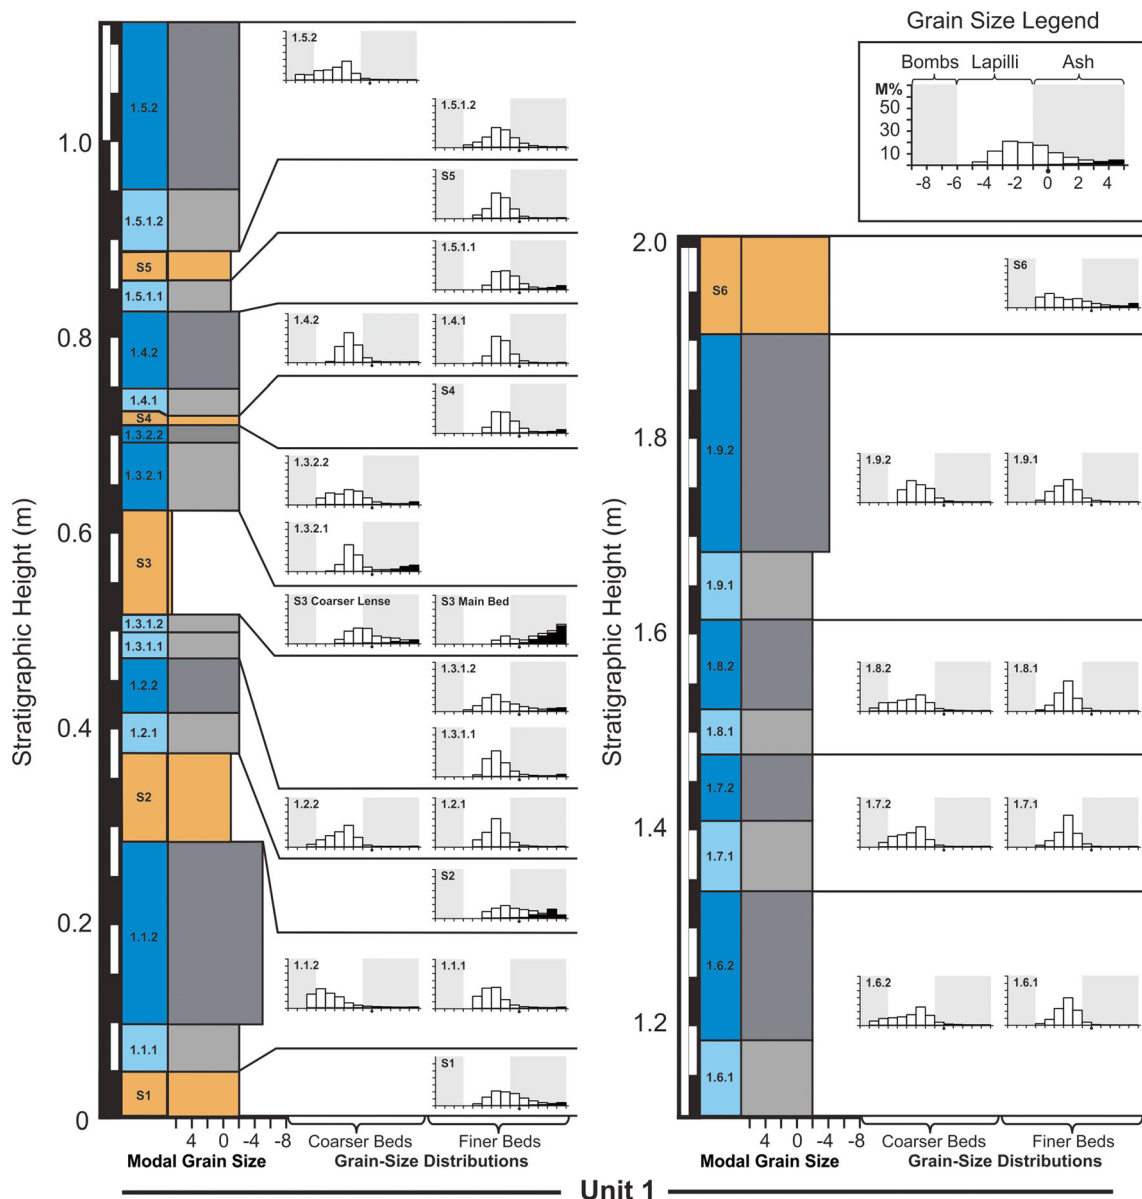 Grain Size Legend
Bombs Lapilli Ash
M%
50
30
10
-8 -6 -4 -2 0 2 4
Stratigraphic Height (m)
1.0
0.8
0.6
0.4
0.2
0
1.5.2
1.5.1.2
S5
1.5.1.1
1.4.2
1.4.1
S4
1.3.2.2
1.3.2.1
S3
1.3.1.2
1.3.1.1
1.2.2
1.2.1
S2
1.1.2
1.1.1
S1
1.5.2
1.5.1.2
S5
1.5.1.1
1.4.2 1.4.1
S4
1.3.2.2
1.3.2.1
S3 Coarser Lense S3 Main Bed
1.3.1.2
1.3.1.1
1.2.2 1.2.1
S2
1.1.2 1.1.1
S1
4 0 -4 -8
Coarser Beds Finer Beds
Modal Grain Size Grain-Size Distributions
Stratigraphic Height (m)
2.0
1.8
1.6
1.4
1.2
S6
1.9.2
1.9.1
1.8.2
1.8.1
1.7.2
1.7.1
1.6.2
1.6.1
S6
1.9.2 1.9.1
1.8.2 1.8.1
1.7.2 1.7.1
1.6.2 1.6.1
4 0 -4 -8
Coarser Beds Finer Beds
Modal Grain Size Grain-Size Distributions
Unit 1